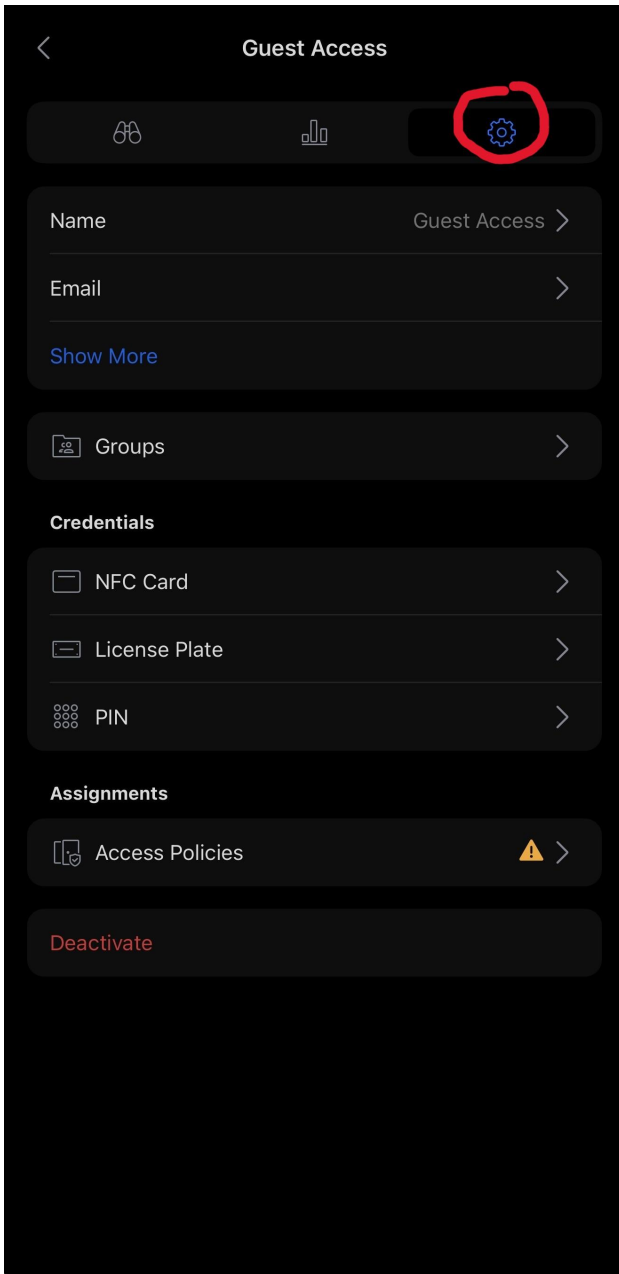 Guest Access
Name Guest Access
Email
Show More
Groups
Credentials
NFC Card
License Plate
PIN
Assignments
Access Policies
Deactivate